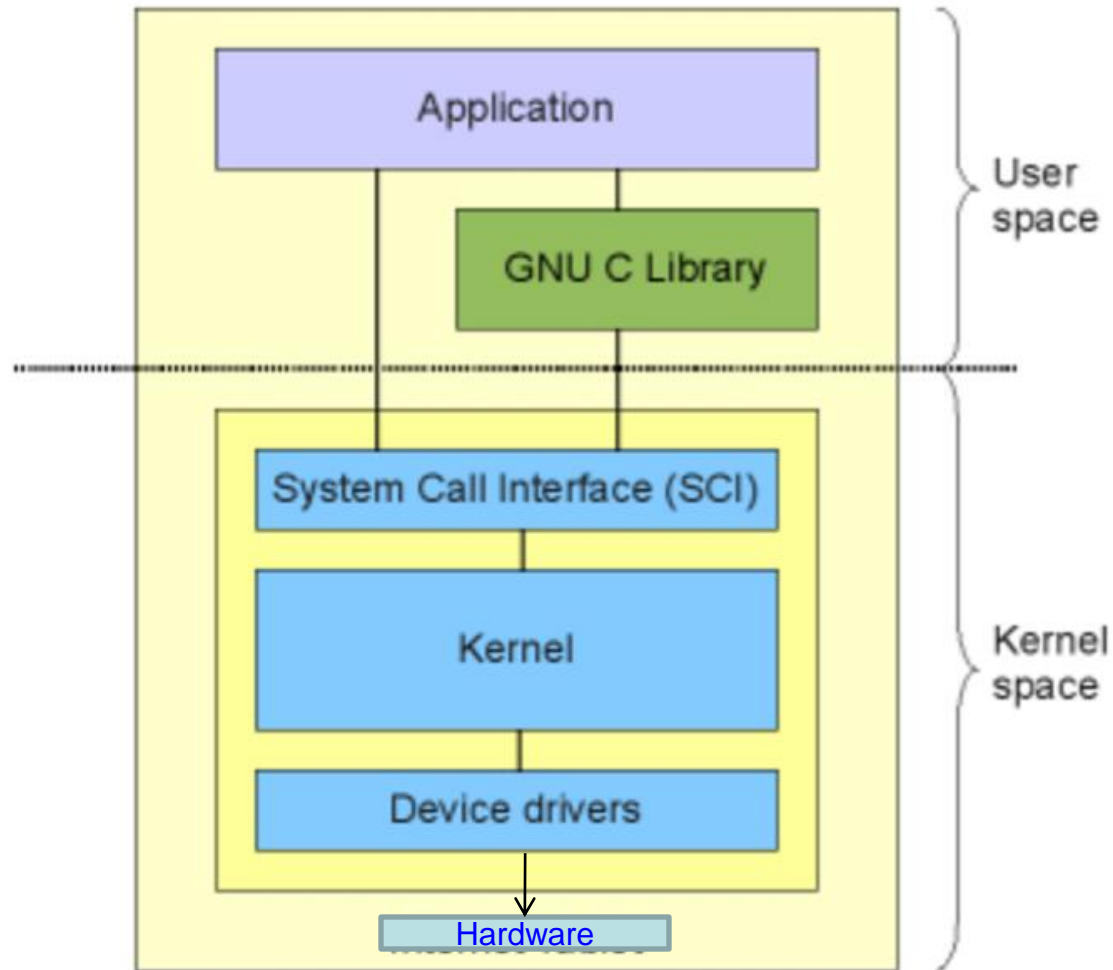 Application
User
space
GNU C Library
System Call Interface (SCI)
Kernel
Kernel
space
Device drivers
Hardware